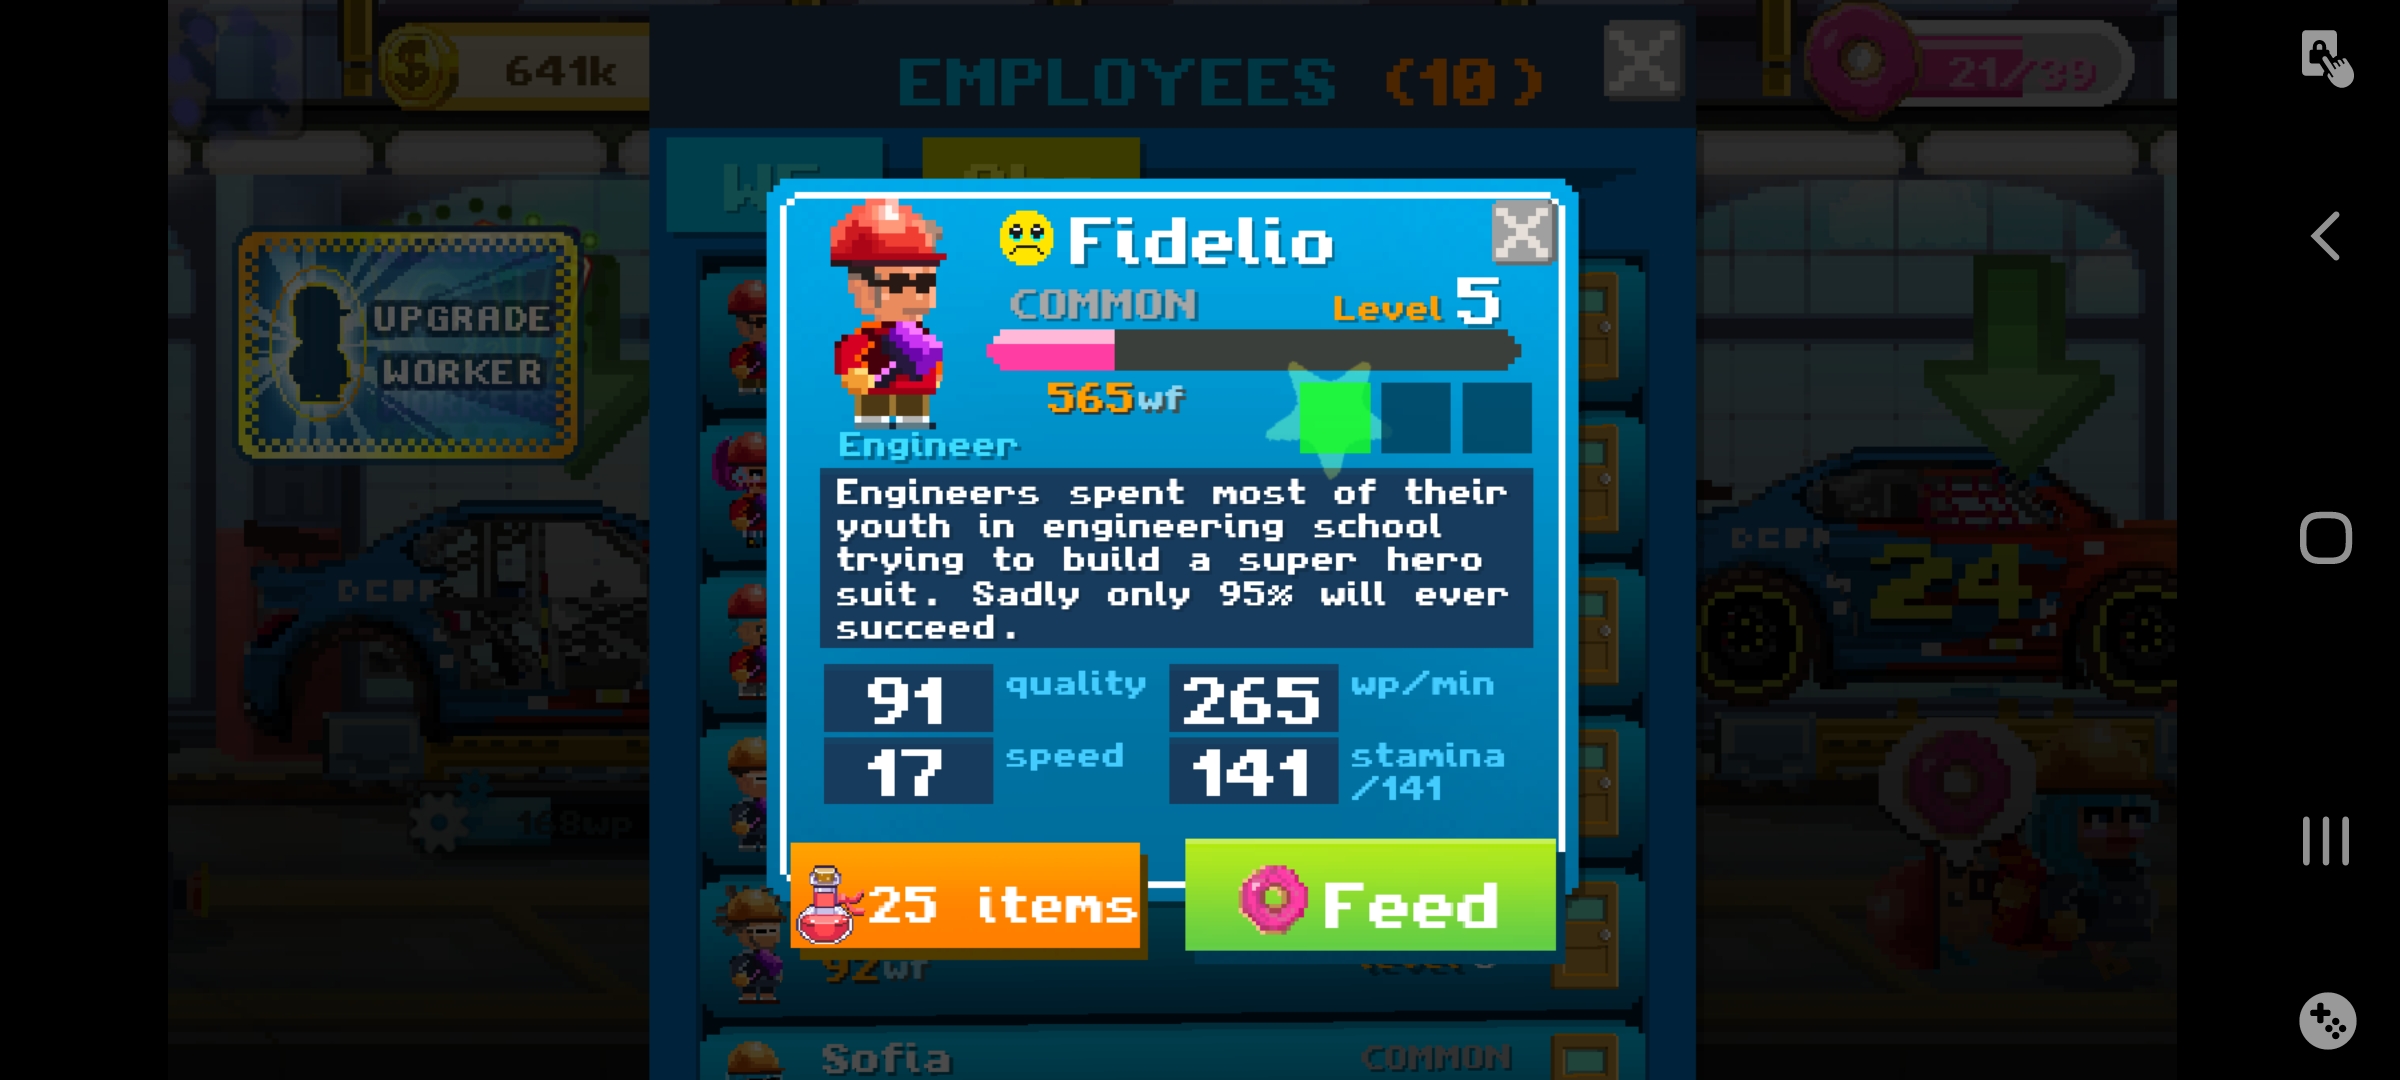 641k
EMPLOYEES (10)
21/39
UPGRADE
WORKER
Fidelio
COMMON
Level 5
565wf
Engineer
Engineers spent most of their
youth in engineering school
trying to build a super hero
suit. Sadly only 95% will ever
succeed.
91 quality
265 wp/min
17 speed
141 stamina
/141
25 items
Feed
168wp
24
92wf
Sofia
COMMON